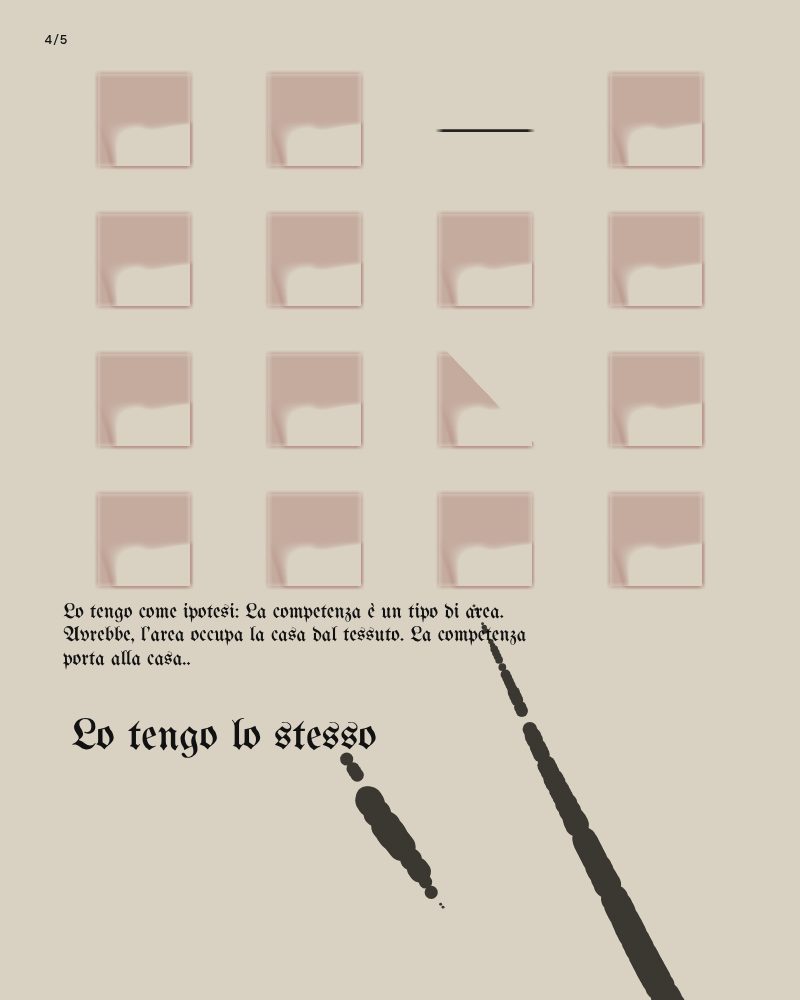 4/5
Lo tengo come ipotesi: La competenza è un tipo di area.
Avrebbe, l'area occupa la casa dal tessuto. La competenza
porta alla casa..
Lo tengo lo stesso